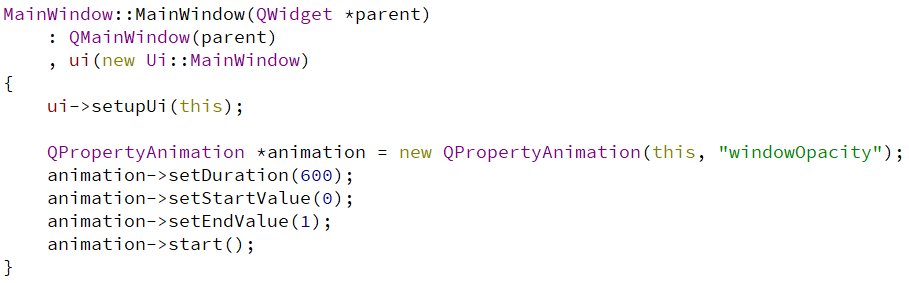 MainWindow::MainWindow(QWidget *parent)
    : QMainWindow(parent)
    , ui(new Ui::MainWindow)
{
    ui->setupUi(this);

    QPropertyAnimation *animation = new QPropertyAnimation(this, "windowOpacity");
    animation->setDuration(600);
    animation->setStartValue(0);
    animation->setEndValue(1);
    animation->start();
}